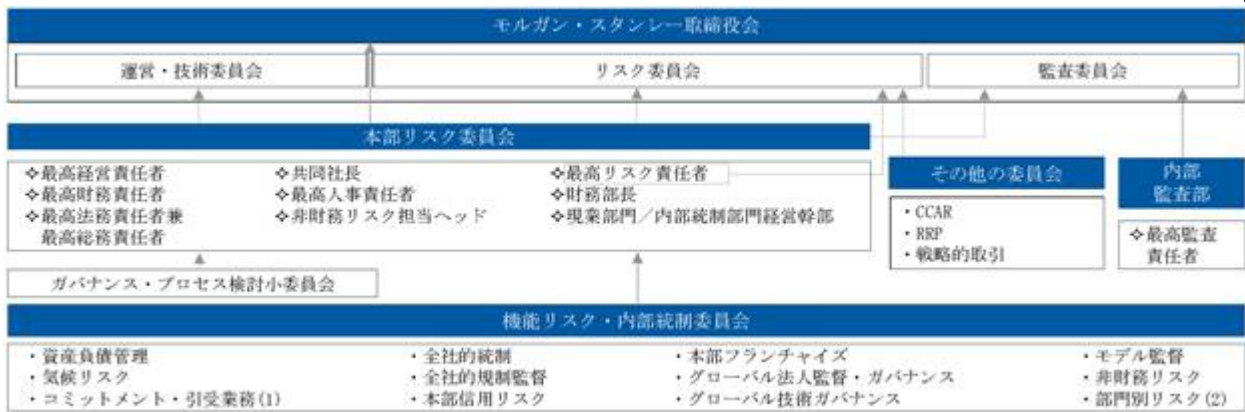 モルガン・スタンレー取締役会
運営・技術委員会
リスク委員会
監査委員会
本部リスク委員会
❖最高経営責任者
❖最高財務責任者
❖最高法務責任者兼
最高総務責任者
❖共同社長
❖最高人事責任者
❖非財務リスク担当ヘッド
❖最高リスク責任者
❖財務部長
❖現業部門／内部統制部門経営幹部
その他の委員会
・CCAR
・RRP
・戦略的取引
内部
監査部
❖最高監査
責任者
ガバナンス・プロセス検討小委員会
機能リスク・内部統制委員会
・資産負債管理
・気候リスク
・コミットメント・引受業務(1)
・全社的統制
・全社的規制監督
・本部信用リスク
・本部フランチャイズ
・グローバル法人監督・ガバナンス
・グローバル技術ガバナンス
・モデル監督
・非財務リスク
・部門別リスク(2)